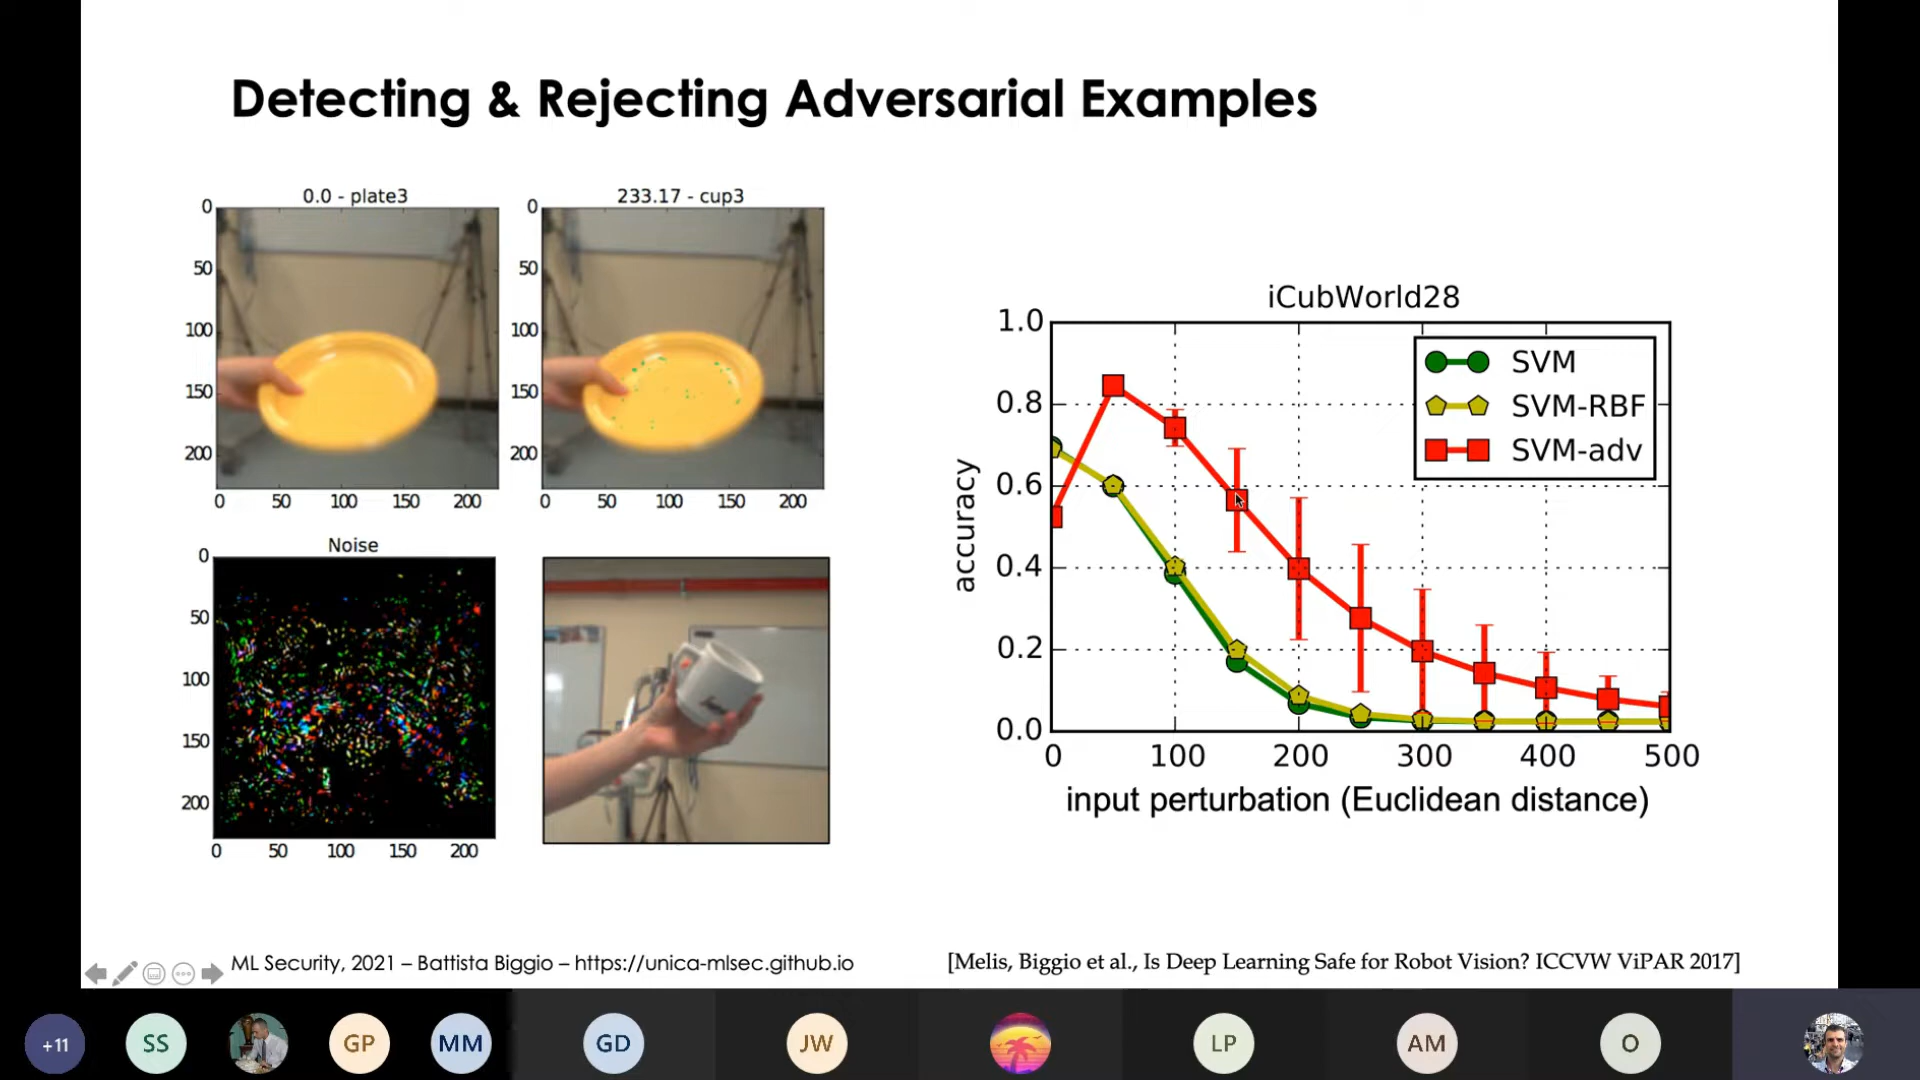 Detecting & Rejecting Adversarial Examples
0.0 - plate3
0
50
100
150
200
0 50 100 150 200
233.17 - cup3
0
50
100
150
200
0 50 100 150 200
Noise
0
50
100
150
200
0 50 100 150 200
iCubWorld28
SVM
SVM-RBF
SVM-adv
accuracy
1.0
0.8
0.6
0.4
0.2
0.0
0 100 200 300 400 500
input perturbation (Euclidean distance)
ML Security, 2021 – Battista Biggio – https://unica-mlsec.github.io
[Melis, Biggio et al., Is Deep Learning Safe for Robot Vision? ICCVW ViPAR 2017]
+11 SS GP MM GD JW LP AM O